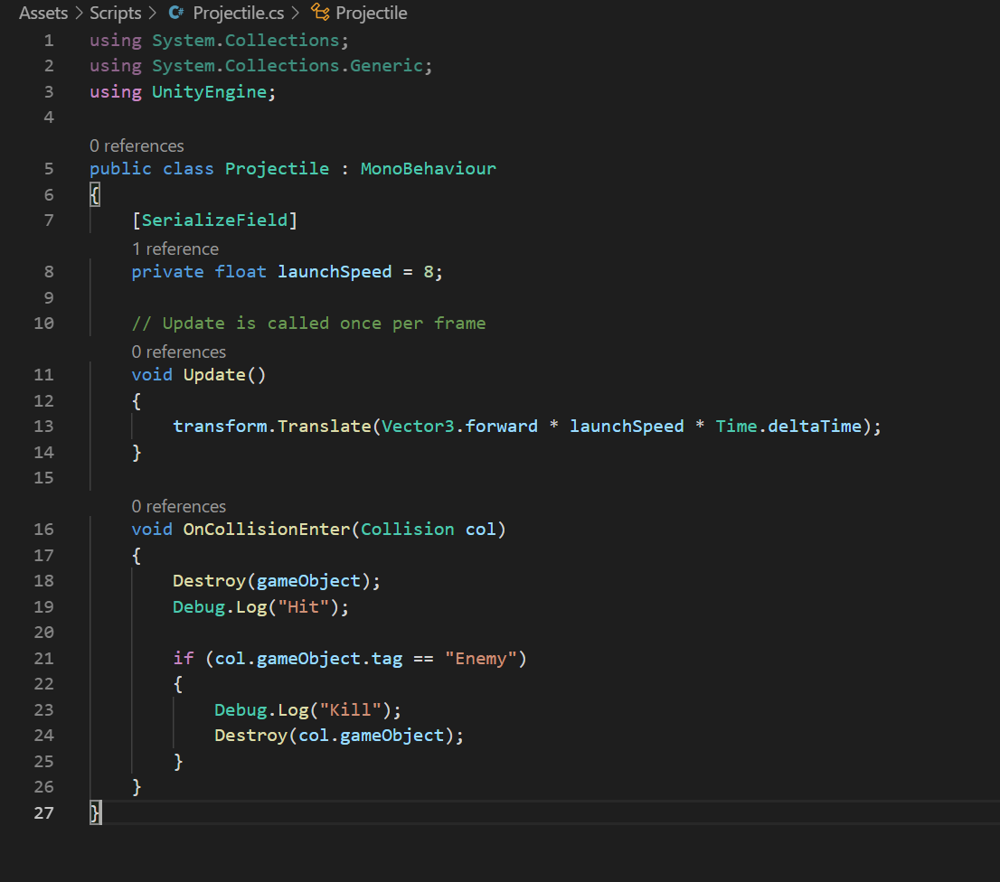 Assets > Scripts > C# Projectile.cs > Projectile
1 using System.Collections;
2 using System.Collections.Generic;
3 using UnityEngine;
4
0 references
5 public class Projectile : MonoBehaviour
6 {
7     [SerializeField]
1 reference
8     private float launchSpeed = 8;
9
10     // Update is called once per frame
0 references
11     void Update()
12     {
13         transform.Translate(Vector3.forward * launchSpeed * Time.deltaTime);
14     }
15
0 references
16     void OnCollisionEnter(Collision col)
17     {
18         Destroy(gameObject);
19         Debug.Log("Hit");
20
21         if (col.gameObject.tag == "Enemy")
22         {
23             Debug.Log("Kill");
24             Destroy(col.gameObject);
25         }
26     }
27 }